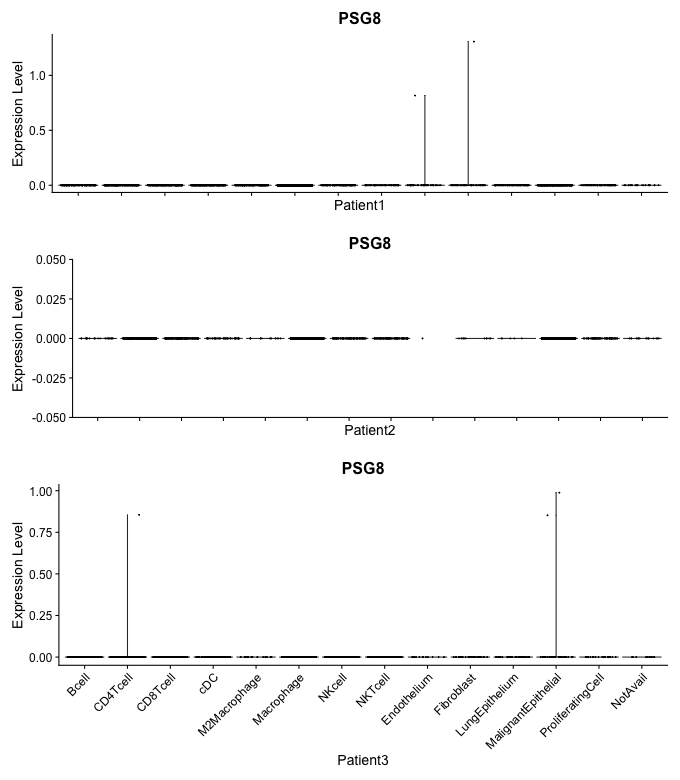 PSG8
Expression Level
1.0
0.5
0.0
Patient1
PSG8
Expression Level
0.050
0.025
0.000
-0.025
-0.050
Patient2
PSG8
Expression Level
1.00
0.75
0.50
0.25
0.00
Bcell
CD4Tcell
CD8Tcell
cDC
M2Macrophage
Macrophage
NKcell
NKTcell
Endothelium
Fibroblast
LungEpithelium
MalignantEpithelial
ProliferatingCell
NotAvail
Patient3